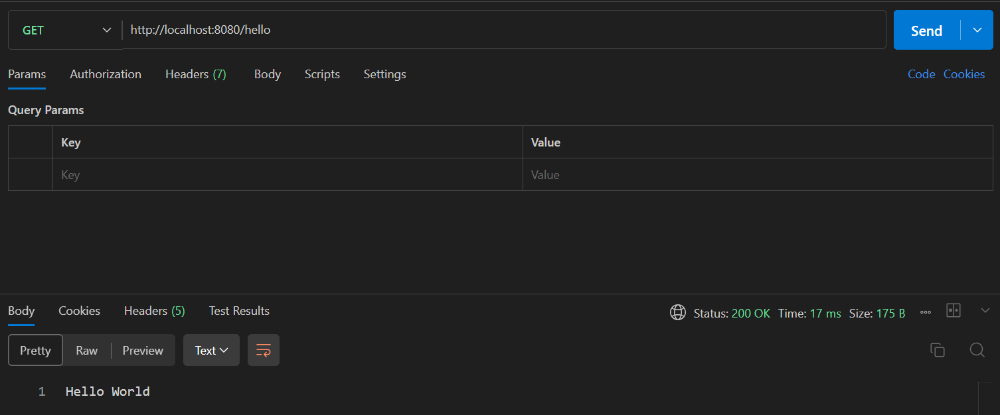 GET http://localhost:8080/hello Send
Params Authorization Headers (7) Body Scripts Settings Code Cookies
Query Params
Key Value
Key Value
Body Cookies Headers (5) Test Results Status: 200 OK Time: 17 ms Size: 175 B
Pretty Raw Preview Text
1 Hello World